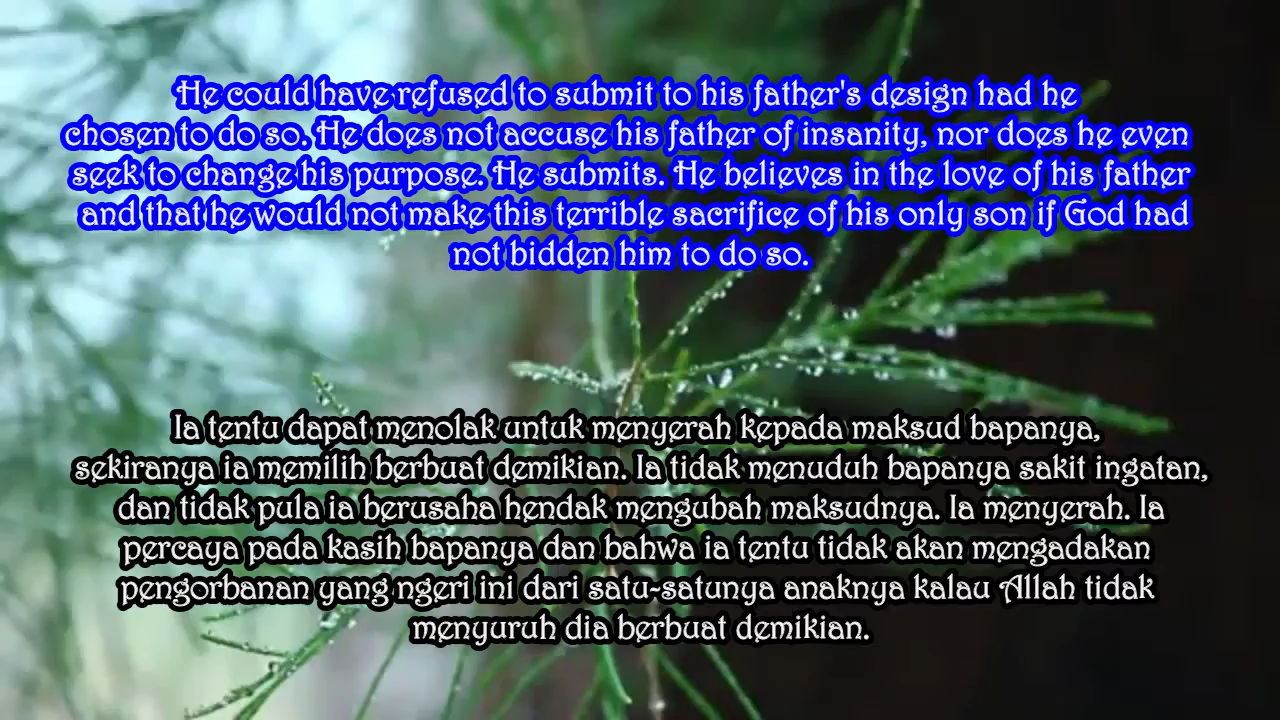 He could have refused to submit to his father's design had he
chosen to do so. He does not accuse his father of insanity, nor does he even
seek to change his purpose. He submits. He believes in the love of his father
and that he would not make this terrible sacrifice of his only son if God had
not bidden him to do so.
Ia tentu dapat menolak untuk menyerah kepada maksud bapanya,
sekiranya ia memilih berbuat demikian. Ia tidak menuduh bapanya sakit ingatan,
dan tidak pula ia berusaha hendak mengubah maksudnya. Ia menyerah. Ia
percaya pada kasih bapanya dan bahwa ia tentu tidak akan mengadakan
pengorbanan yang ngeri ini dari satu-satunya anaknya kalau Allah tidak
menyuruh dia berbuat demikian.